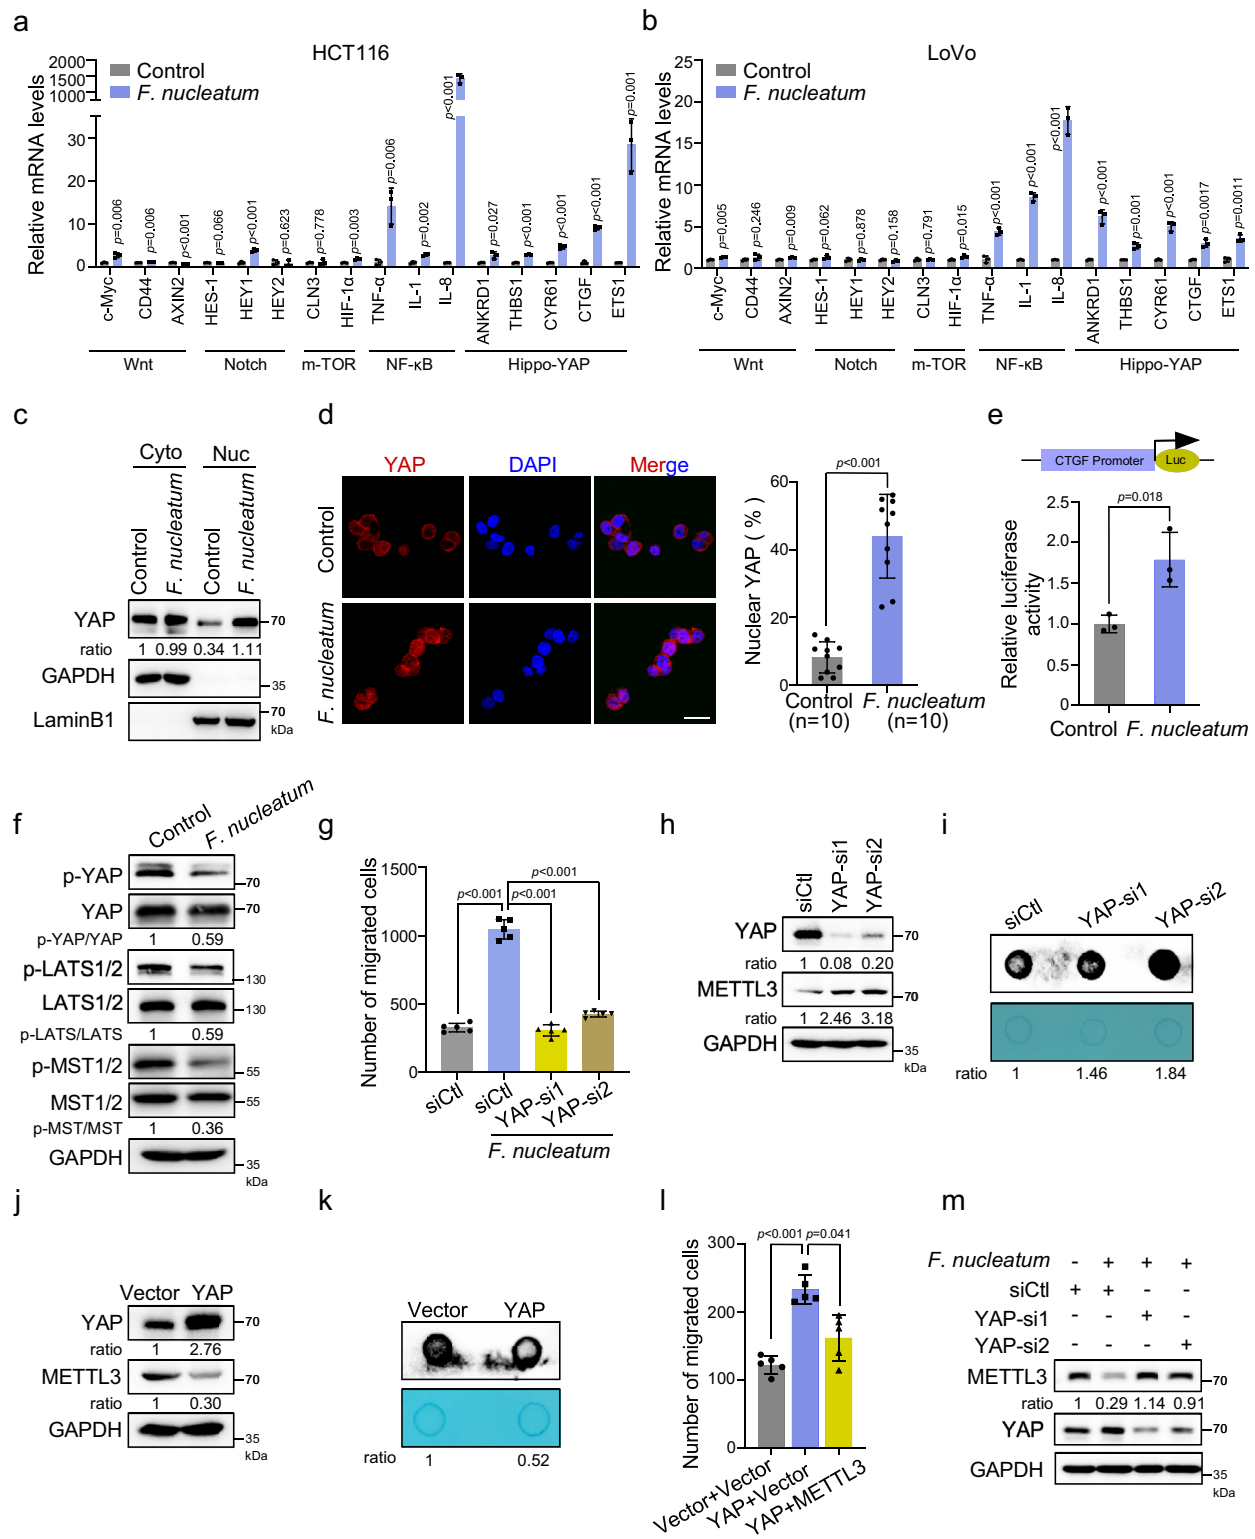 a
HCT116
Control
F. nucleatum
Relative mRNA levels
2000
1500
1000
30
20
10
0
p=0.006
p=0.006
p<0.001
p=0.066
p<0.001
p=0.623
p=0.778
p=0.003
p=0.006
p=0.002
p<0.001
p=0.027
p<0.001
p<0.001
p<0.001
p=0.001
c-Myc
CD44
AXIN2
HES-1
HEY1
HEY2
CLN3
HIF-1α
TNF-α
IL-1
IL-8
ANKRD1
THBS1
CYR61
CTGF
ETS1
Wnt
Notch
m-TOR
NF-κB
Hippo-YAP
b
LoVo
Control
F. nucleatum
Relative mRNA levels
25
20
15
10
5
0
p=0.005
p=0.246
p=0.009
p=0.062
p=0.878
p=0.158
p=0.791
p=0.015
p<0.001
p<0.001
p<0.001
p<0.001
p=0.001
p<0.001
p=0.0017
p=0.0011
c-Myc
CD44
AXIN2
HES-1
HEY1
HEY2
CLN3
HIF-1α
TNF-α
IL-1
IL-8
ANKRD1
THBS1
CYR61
CTGF
ETS1
Wnt
Notch
m-TOR
NF-κB
Hippo-YAP
c
Cyto Nuc
Control
F. nucleatum
Control
F. nucleatum
YAP 70
ratio 1 0.99 0.34 1.11
GAPDH 35
LaminB1 70
kDa
d
YAP DAPI Merge
Control
F. nucleatum
Nuclear YAP ( % )
60
40
20
0
p<0.001
Control F. nucleatum
(n=10) (n=10)
e
CTGF Promoter Luc
Relative luciferase
activity
2.5
2.0
1.5
1.0
0.5
0
p=0.018
Control F. nucleatum
f
Control F. nucleatum
p-YAP 70
YAP 70
p-YAP/YAP 1 0.59
p-LATS1/2 130
LATS1/2 130
p-LATS/LATS 1 0.59
p-MST1/2 55
MST1/2 55
p-MST/MST 1 0.36
GAPDH 35
kDa
g
Number of migrated cells
1500
1000
500
0
p<0.001
p<0.001 p<0.001
siCtl siCtl YAP-si1 YAP-si2
F. nucleatum
h
siCtl
YAP-si1
YAP-si2
YAP 70
ratio 1 0.08 0.20
METTL3 70
ratio 1 2.46 3.18
GAPDH 35
kDa
i
siCtl YAP-si1 YAP-si2
ratio 1 1.46 1.84
j
Vector YAP
YAP 70
ratio 1 2.76
METTL3 70
ratio 1 0.30
GAPDH 35
kDa
k
Vector YAP
ratio 1 0.52
l
Number of migrated cells
300
200
100
0
p<0.001 p=0.041
Vector+Vector
YAP+Vector
YAP+METTL3
m
F. nucleatum - + + +
siCtl + + - -
YAP-si1 - - + -
YAP-si2 - - - +
METTL3 70
ratio 1 0.29 1.14 0.91
YAP 70
GAPDH 35
kDa